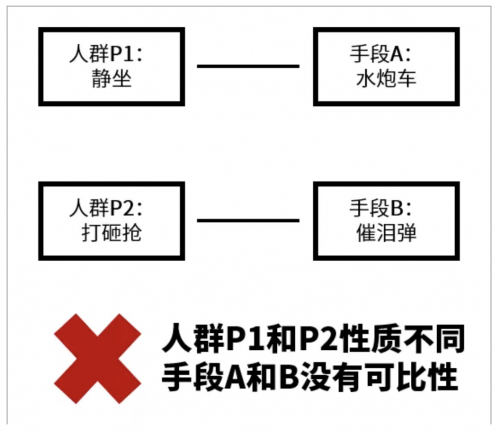 人群P1：
静坐
手段A：
水炮车
人群P2：
打砸抢
手段B：
催泪弹
人群P1和P2性质不同
手段A和B没有可比性